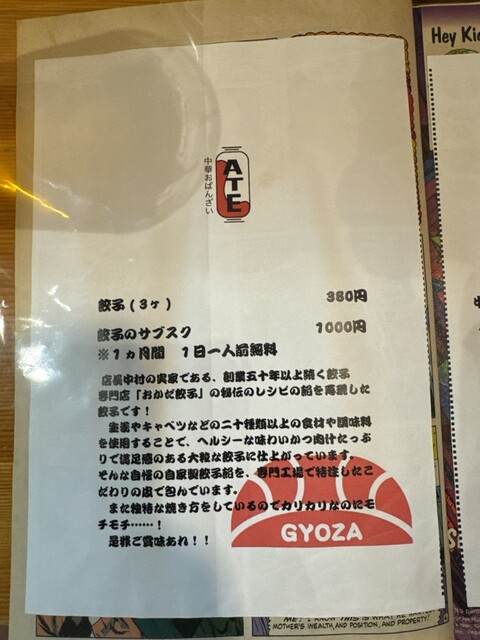 Hey Kid
中華おばんざい
ATE
餃子(3ケ) 380円
餃子のサブスク 1000円
※1ヵ月間 1日一人前無料
店長中村の実家である、創業五十年以上続く餃子
専門店「おかだ餃子」の秘伝のレシピの餡を再現した
餃子です!
生姜やキャベツなどの二十種類以上の食材や調味料
を使用することで、ヘルシーな味わいかつ肉汁たっぷ
りで満足感のある大粒な餃子に仕上がっています。
そんな自慢の自家製餃子餡を、専門工場で特注したこ
だわりの皮で包んでいます。
また独特な焼き方をしているのでカリカリなのにモ
チモチ……!
是非ご賞味あれ!!
GYOZA
MOTHER'S WEALTH, AND POSITION, AND PROPERTY!